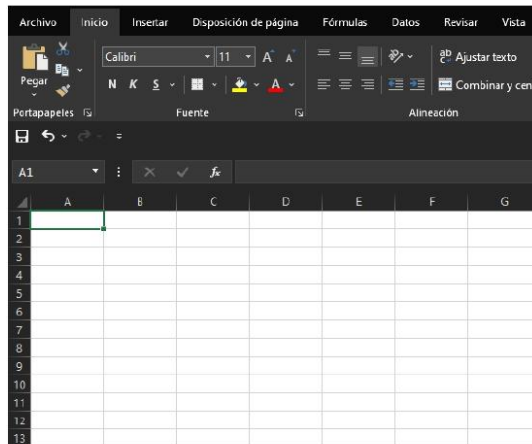 Archivo Inicio Insertar Disposición de página Fórmulas Datos Revisar Vista
Calibri 11 A A ab Ajustar texto
Pegar N K S A Combinar y cen
Portapapeles Fuente Alineación
A1 fx
A B C D E F G
1
2
3
4
5
6
7
8
9
10
11
12
13